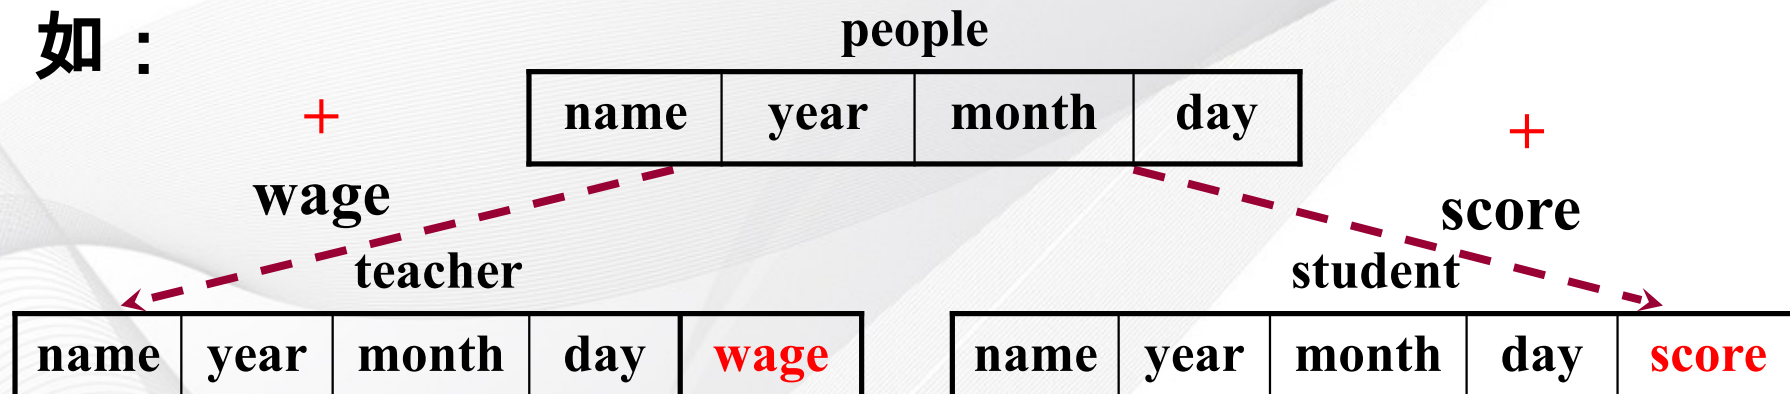 如：
people
name year month day
+
+
wage
score
teacher
student
name year month day wage
name year month day score